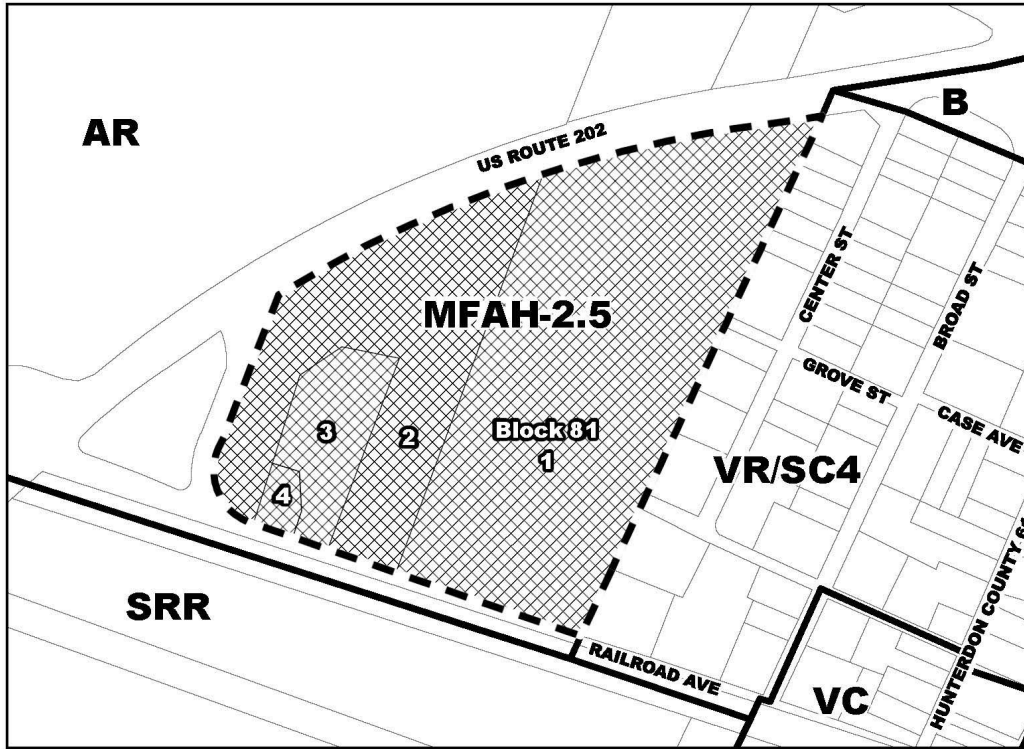 B
AR
US ROUTE 202
CENTER ST
BROAD ST
MFAH-2.5
GROVE ST
CASE AVE
3
2
Block 81
1
VR/SC4
4
SRR
HUNTERDON COUNTY
RAILROAD AVE
VC